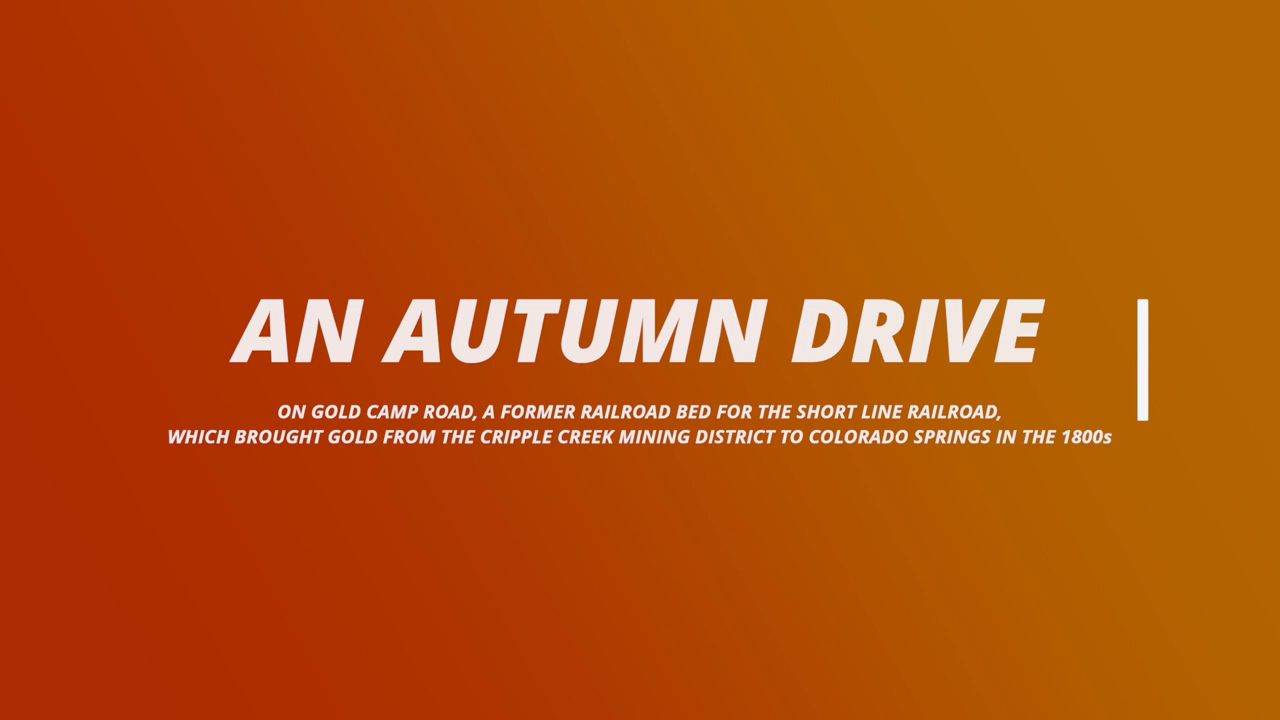 AN AUTUMN DRIVE
ON GOLD CAMP ROAD, A FORMER RAILROAD BED FOR THE SHORT LINE RAILROAD,
WHICH BROUGHT GOLD FROM THE CRIPPLE CREEK MINING DISTRICT TO COLORADO SPRINGS IN THE 1800s